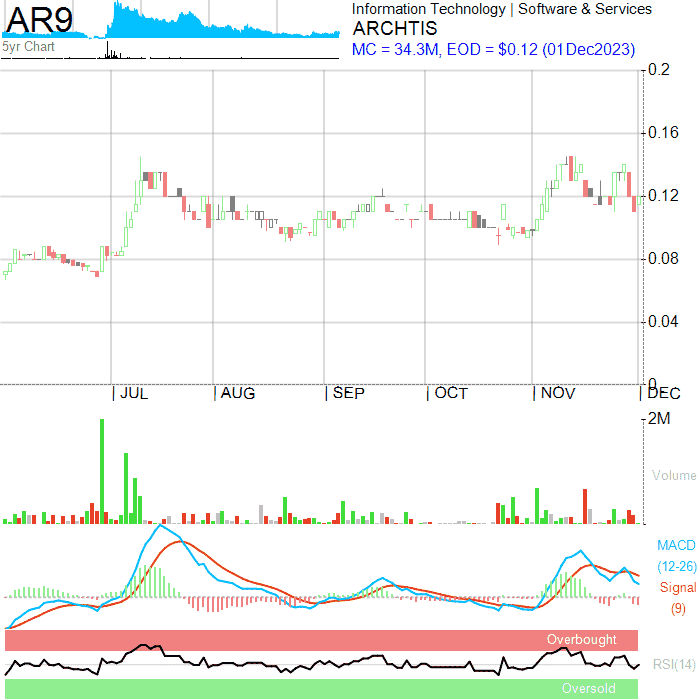 AR9
5yr Chart
Information Technology | Software & Services
ARCHTIS
MC = 34.3M, EOD = $0.12 (01Dec2023)
0.2
0.16
0.12
0.08
0.04
0
JUL AUG SEP OCT NOV DEC
2M
Volume
MACD
(12-26)
Signal
(9)
Overbought
RSI(14)
Oversold